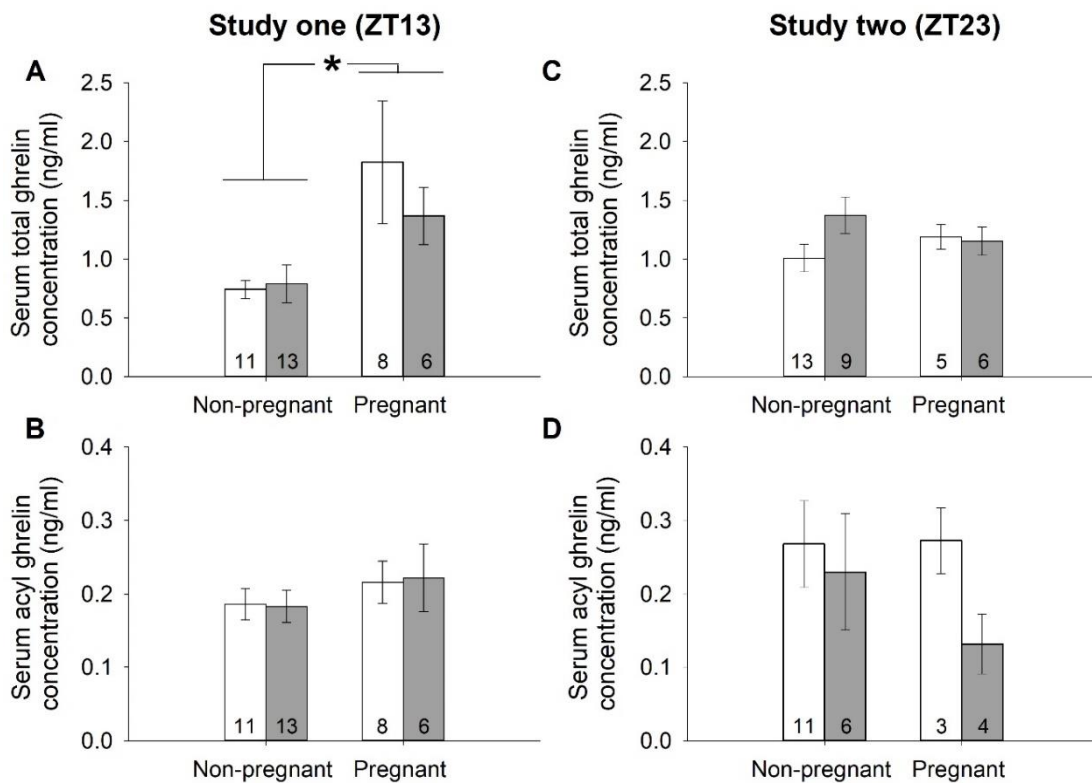 Study one (ZT13)
Study two (ZT23)
A
*
Serum total ghrelin
concentration (ng/ml)
2.5
2.0
1.5
1.0
0.5
0.0
11
13
8
6
Non-pregnant
Pregnant
C
Serum total ghrelin
concentration (ng/ml)
2.5
2.0
1.5
1.0
0.5
0.0
13
9
5
6
Non-pregnant
Pregnant
B
Serum acyl ghrelin
concentration (ng/ml)
0.4
0.3
0.2
0.1
0.0
11
13
8
6
Non-pregnant
Pregnant
D
Serum acyl ghrelin
concentration (ng/ml)
0.4
0.3
0.2
0.1
0.0
11
6
3
4
Non-pregnant
Pregnant